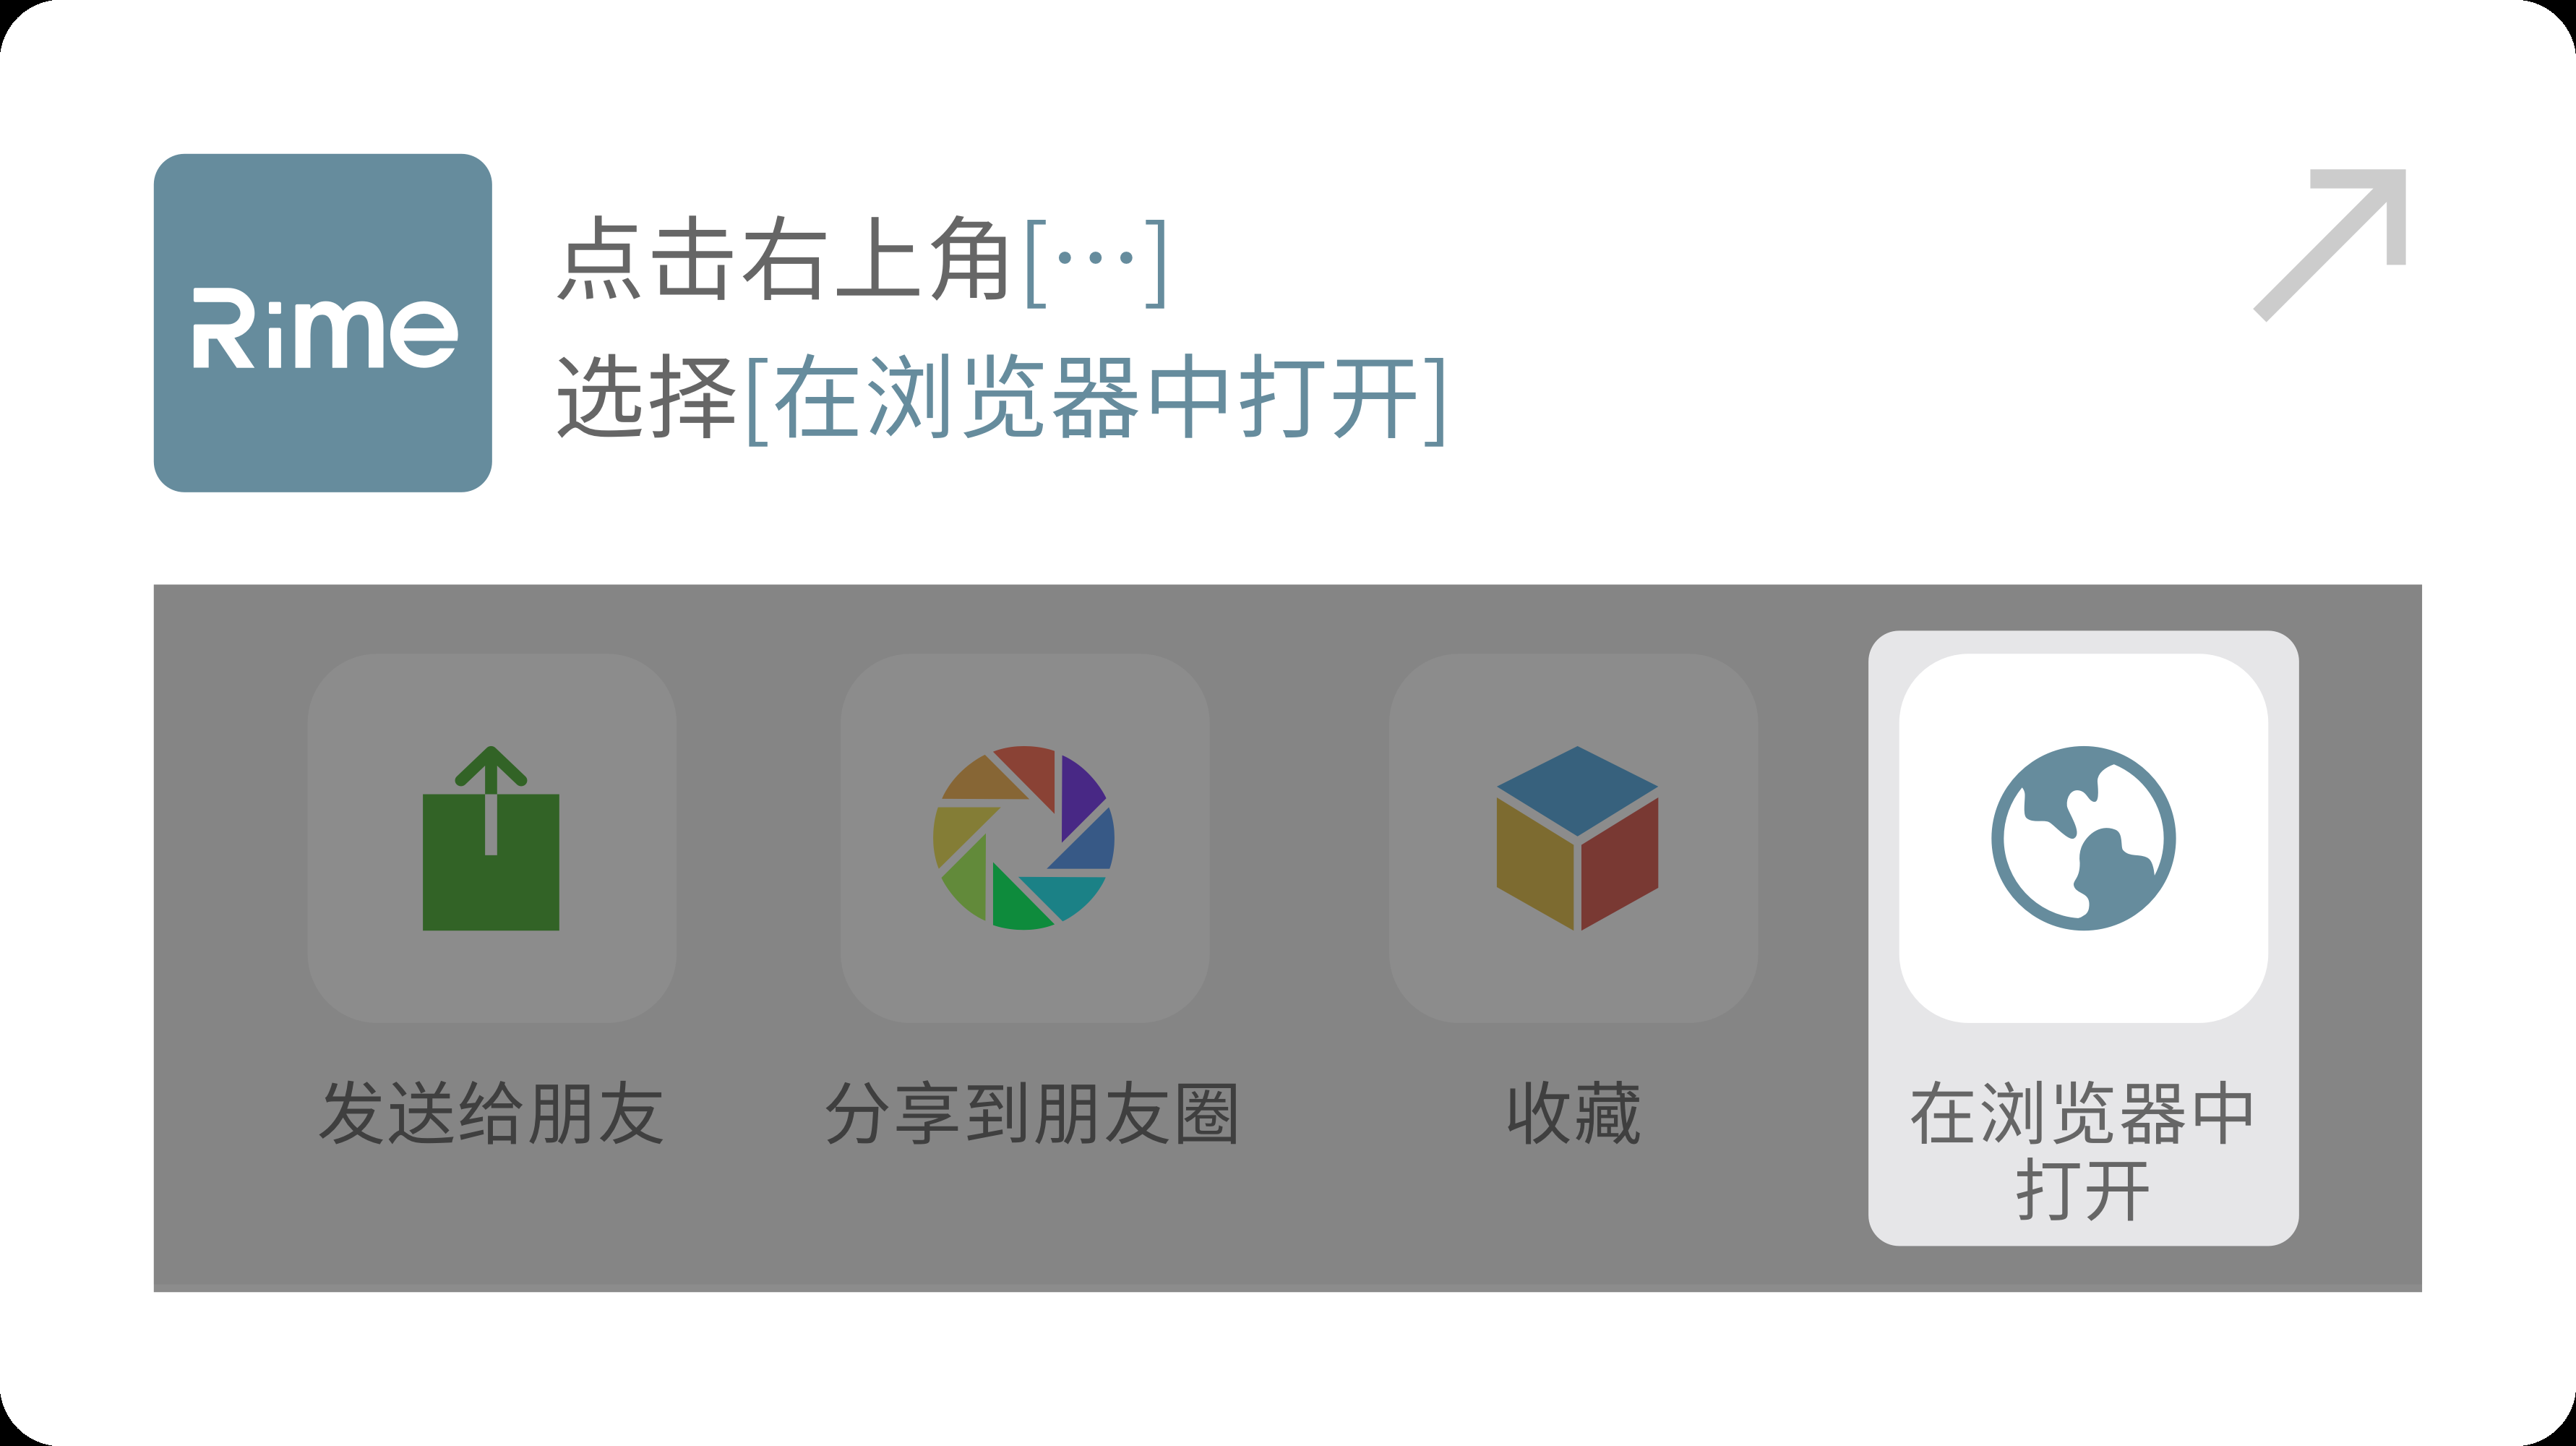 Rime
点击右上角[···]
选择[在浏览器中打开]
发送给朋友
分享到朋友圈
收藏
在浏览器中
打开